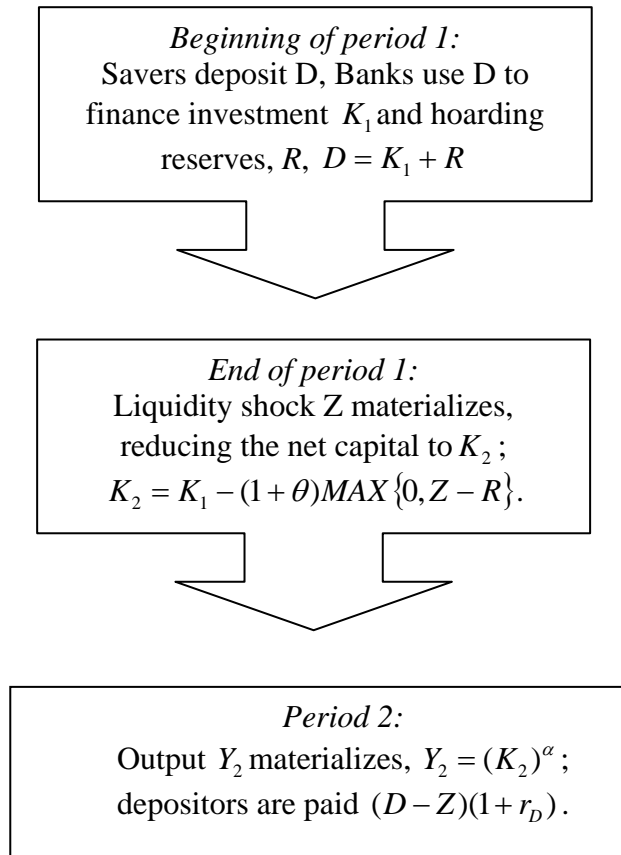 Beginning of period 1:
Savers deposit D, Banks use D to
finance investment K₁ and hoarding
reserves, R, D = K₁ + R
End of period 1:
Liquidity shock Z materializes,
reducing the net capital to K₂ ;
K₂ = K₁ − (1 + θ)MAX{0, Z − R}.
Period 2:
Output Y₂ materializes, Y₂ = (K₂)^α ;
depositors are paid (D − Z)(1 + r_D) .